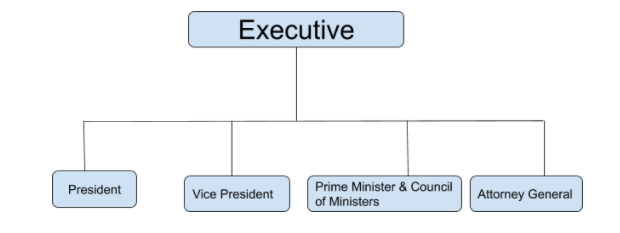 Executive
President
Vice President
Prime Minister & Council
of Ministers
Attorney General